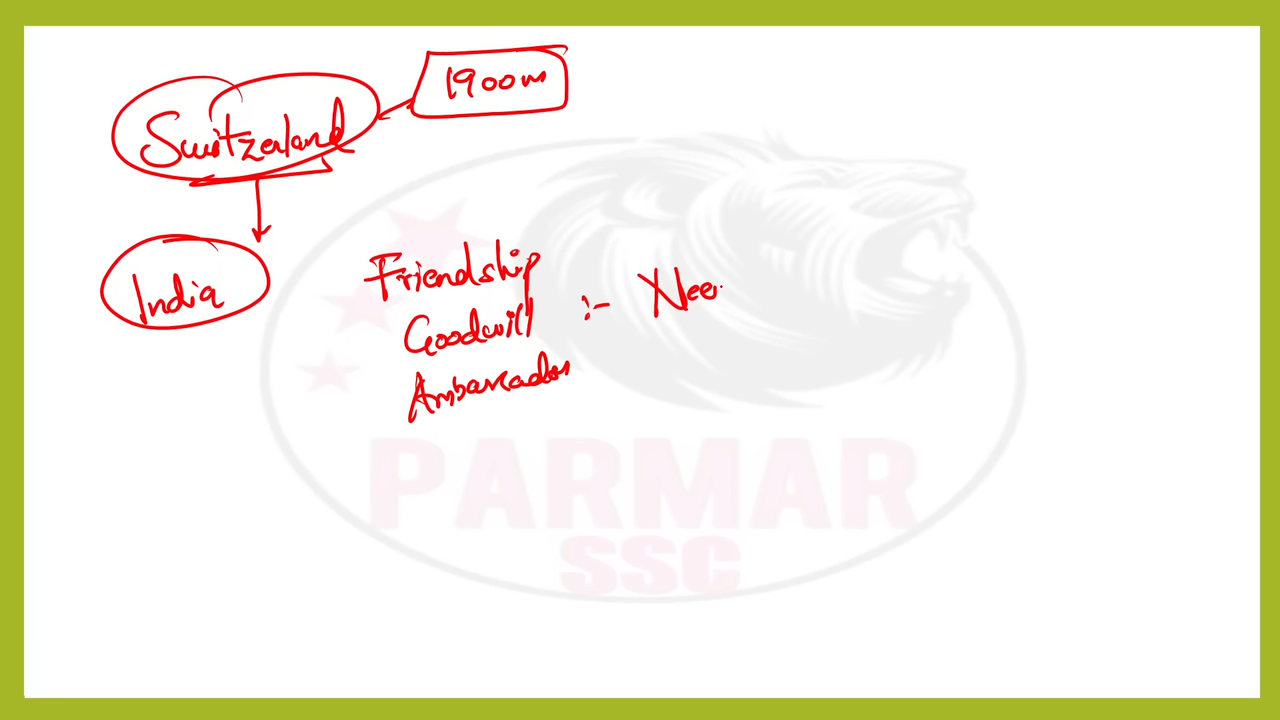 1900m
Switzerland
India
Friendship
Goodwill :- Nee
Ambassador
PARMAR
SSC